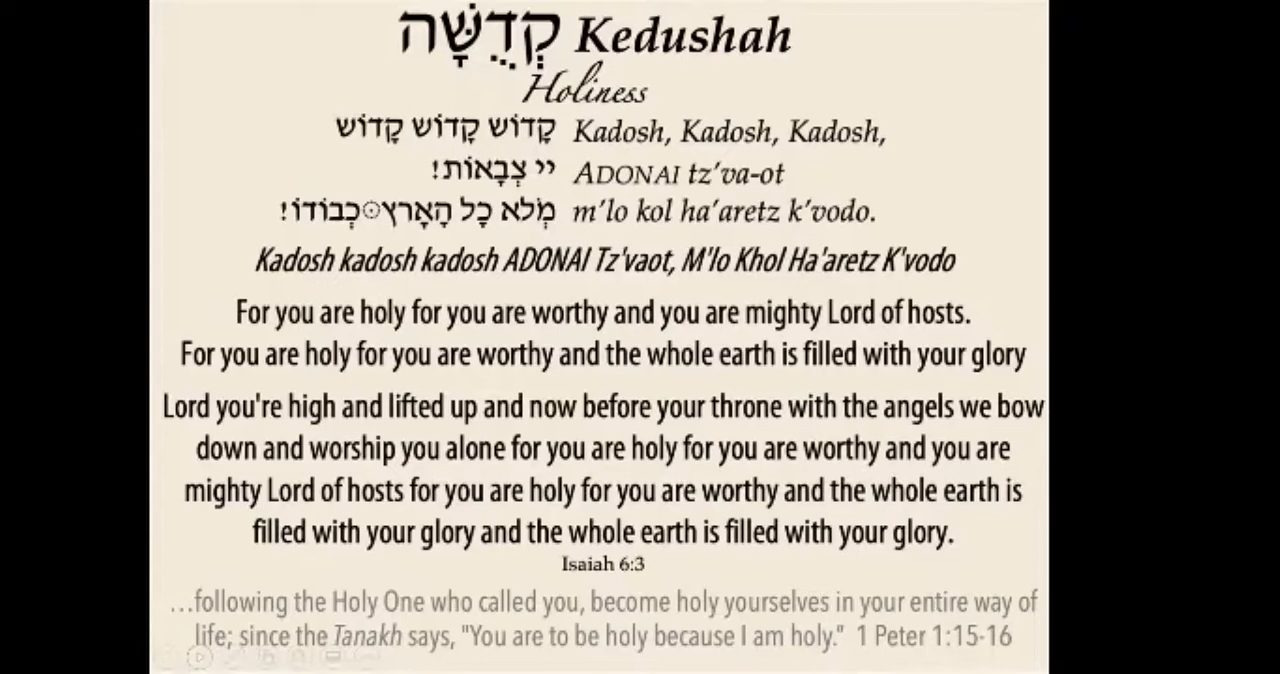 קְדֻשָּׁה Kedushah
Holiness
קָדוֹשׁ קָדוֹשׁ קָדוֹשׁ Kadosh, Kadosh, Kadosh,
יי צְבָאוֹת! ADONAI tz'va-ot
מְלֹא כָל הָאָרֶץ כְּבוֹדוֹ! m'lo kol ha'aretz k'vodo.
Kadosh kadosh kadosh ADONAI Tz'vaot, M'lo Khol Ha'aretz K'vodo
For you are holy for you are worthy and you are mighty Lord of hosts.
For you are holy for you are worthy and the whole earth is filled with your glory
Lord you're high and lifted up and now before your throne with the angels we bow
down and worship you alone for you are holy for you are worthy and you are
mighty Lord of hosts for you are holy for you are worthy and the whole earth is
filled with your glory and the whole earth is filled with your glory.
Isaiah 6:3
…following the Holy One who called you, become holy yourselves in your entire way of
life; since the Tanakh says, "You are to be holy because I am holy." 1 Peter 1:15-16